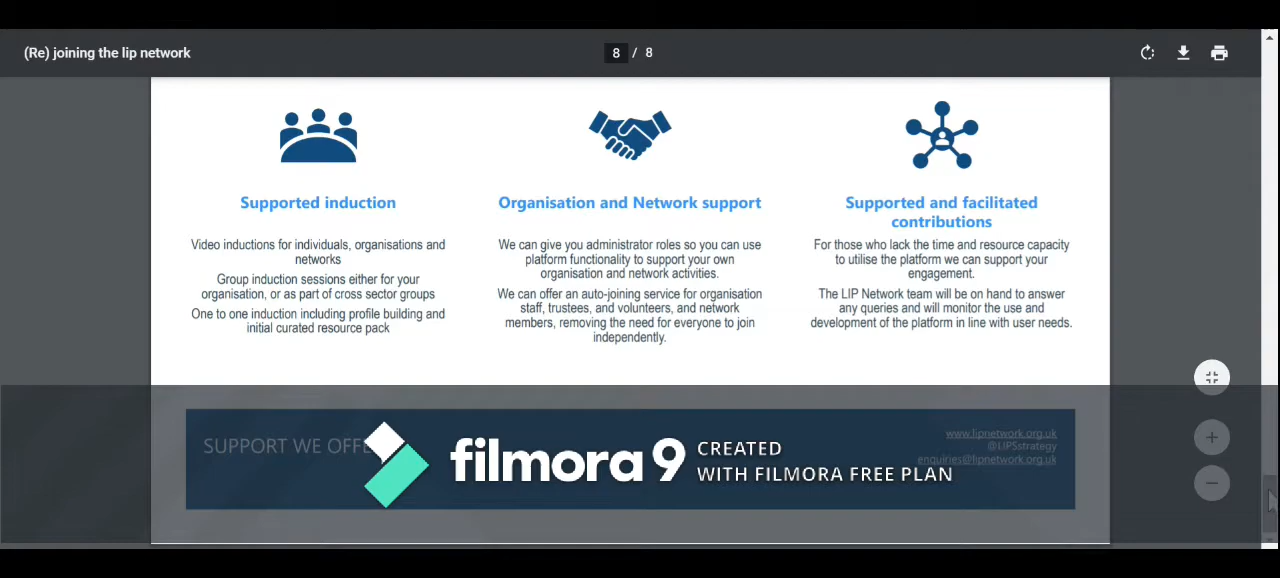 (Re) joining the lip network
8 / 8
Supported induction
Video inductions for individuals, organisations and
networks
Group induction sessions either for your
organisation, or as part of cross sector groups
One to one induction including profile building and
initial curated resource pack
Organisation and Network support
We can give you administrator roles so you can use
platform functionality to support your own
organisation and network activities.
We can offer an auto-joining service for organisation
staff, trustees, and volunteers, and network
members, removing the need for everyone to join
independently.
Supported and facilitated
contributions
For those who lack the time and resource capacity
to utilise the platform we can support your
engagement.
The LIP Network team will be on hand to answer
any queries and will monitor the use and
development of the platform in line with user needs.
SUPPORT WE OFFE
www.lipnetwork.org.uk
@LIPSstrategy
enquiries@lipnetwork.org.uk
filmora 9
CREATED
WITH FILMORA FREE PLAN